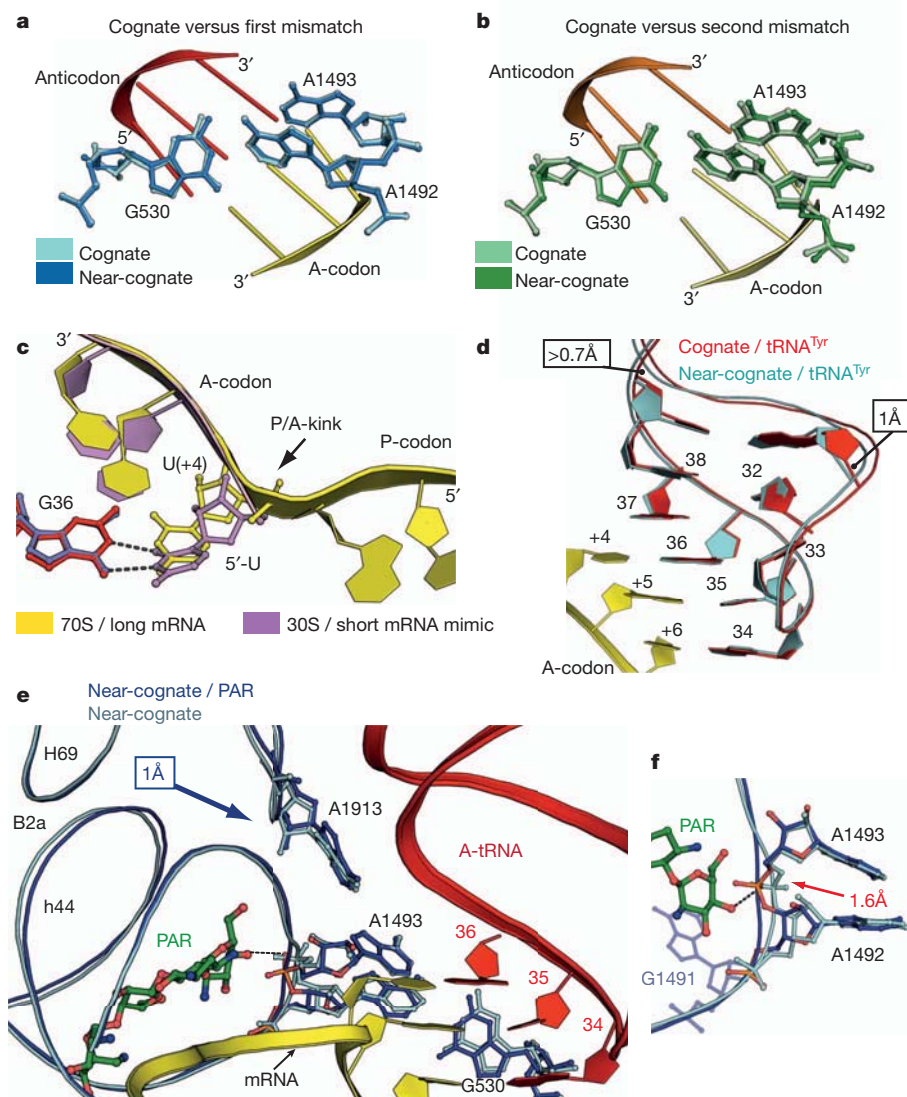 a
Cognate versus first mismatch
Anticodon
3′
5′
A1493
G530
A1492
Cognate
Near-cognate
3′
A-codon
b
Cognate versus second mismatch
Anticodon
3′
5′
A1493
G530
A1492
Cognate
Near-cognate
3′
A-codon
c
3′
A-codon
P/A-kink
U(+4)
P-codon
5′
G36
5′-U
70S / long mRNA
30S / short mRNA mimic
d
>0.7Å
Cognate / tRNATyr
Near-cognate / tRNATyr
1Å
38
32
37
36
33
+4
35
+5
34
+6
A-codon
e
Near-cognate / PAR
Near-cognate
H69
1Å
B2a
A1913
A-tRNA
h44
PAR
A1493
36
35
34
mRNA
G530
f
PAR
A1493
1.6Å
A1492
G1491